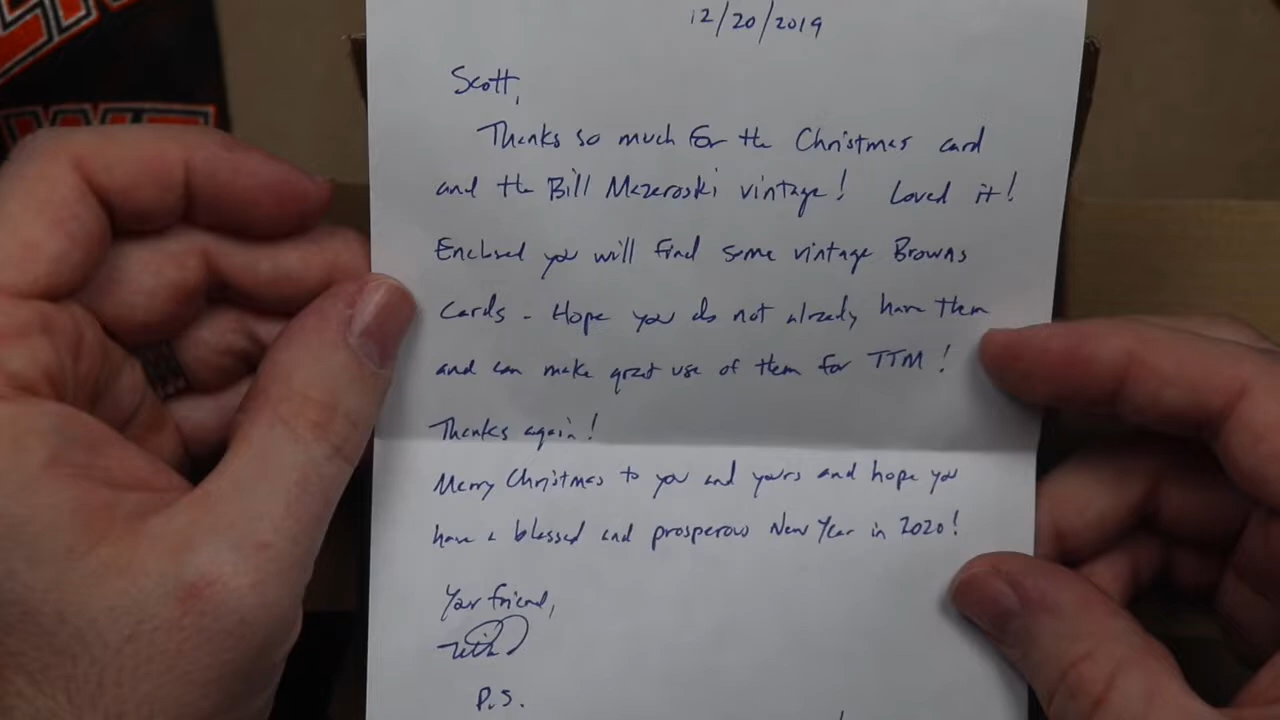 12/20/2019
Scott,
Thanks so much for the Christmas card
and the Bill Mazeroski vintage! Loved it!
Enclosed you will find some vintage Browns
Cards - Hope you do not already have them
and can make great use of them for TTM!
Thanks again!
Merry Christmas to you and yours and hope you
have a blessed and prosperous New Year in 2020!
Your friend,
P.S.